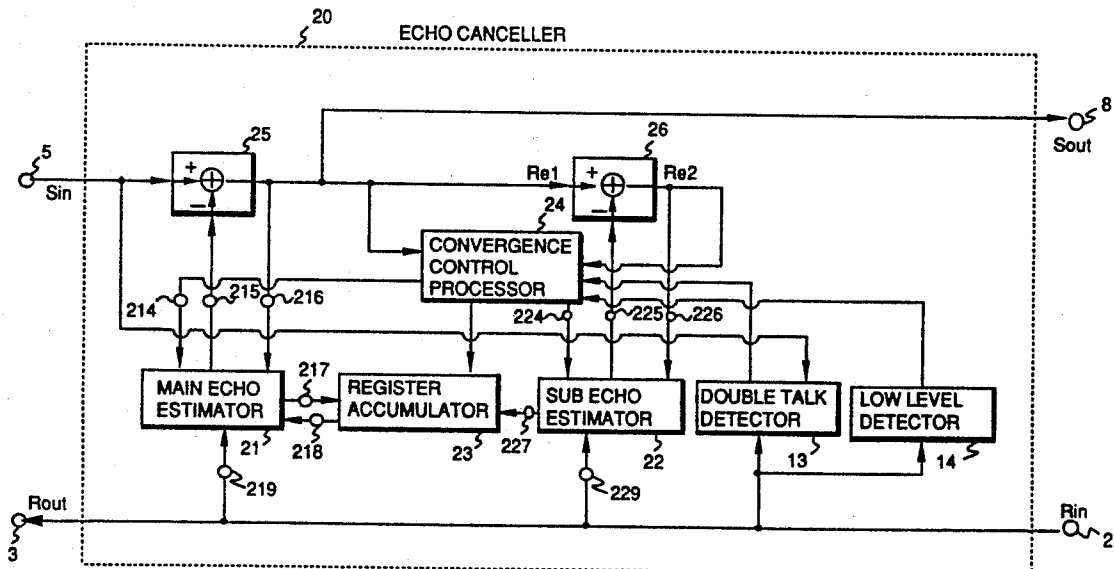 20
ECHO CANCELLER
8
Sout
5
Sin
25
+
−
26
Re1
+
−
Re2
24
CONVERGENCE
CONTROL
PROCESSOR
214
215
216
224
225
226
MAIN ECHO
ESTIMATOR
21
217
218
REGISTER
ACCUMULATOR
23
227
SUB ECHO
ESTIMATOR
22
DOUBLE TALK
DETECTOR
13
LOW LEVEL
DETECTOR
14
219
229
Rout
3
Rin
2